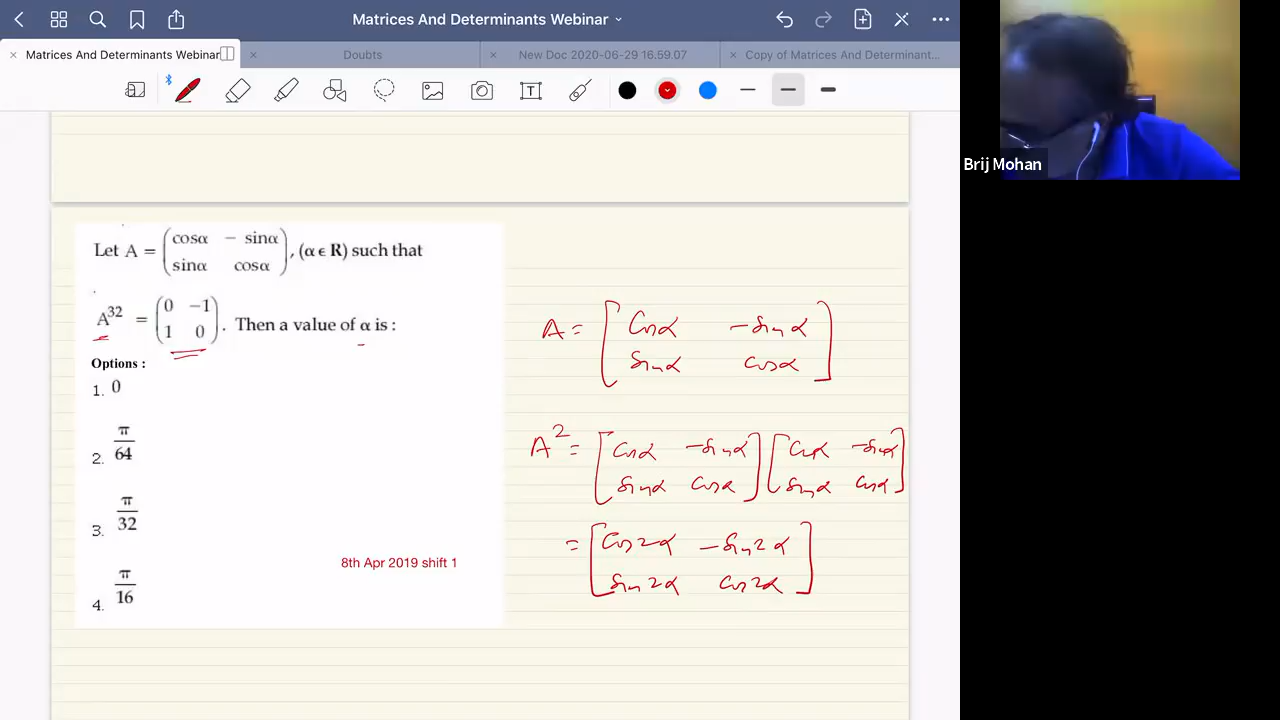 Matrices And Determinants Webinar
Matrices And Determinants Webinar
Doubts
New Doc 2020-06-29 16.59.07
Copy of Matrices And Determinant...
T
Brij Mohan
Let A = (cosα − sinα
sinα cosα), (α ϵ R) such that
A³² = (0 −1
1 0). Then a value of α is :
Options :
1. 0
2. π/64
3. π/32
4. π/16
8th Apr 2019 shift 1
A = [cosα −sinα
sinα cosα]
A² = [cosα −sinα
sinα cosα] [cosα −sinα
sinα cosα]
= [cos2α −sin2α
sin2α cos2α]